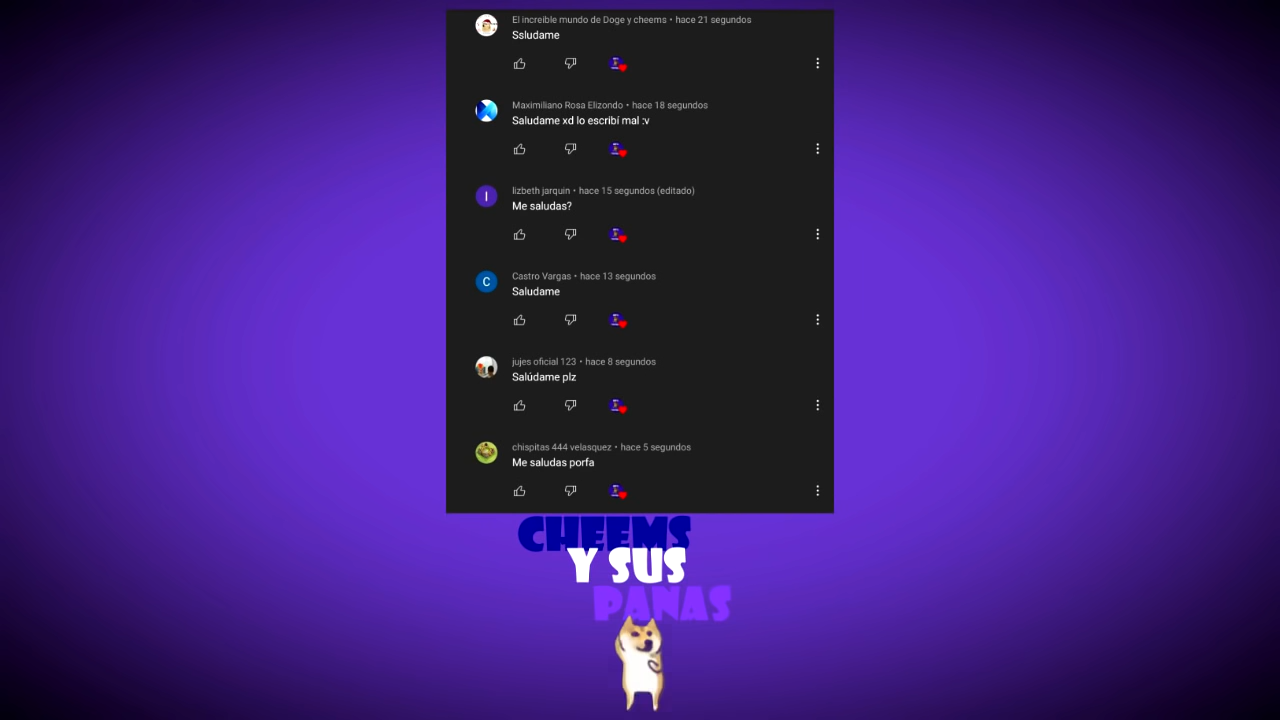 El increible mundo de Doge y cheems • hace 21 segundos
Ssludame
Maximiliano Rosa Elizondo • hace 18 segundos
Saludame xd lo escribí mal :v
I
lizbeth jarquin • hace 15 segundos (editado)
Me saludas?
C
Castro Vargas • hace 13 segundos
Saludame
jujes oficial 123 • hace 8 segundos
Salúdame plz
chispitas 444 velasquez • hace 5 segundos
Me saludas porfa
CHEEMS
Y SUS
PANAS